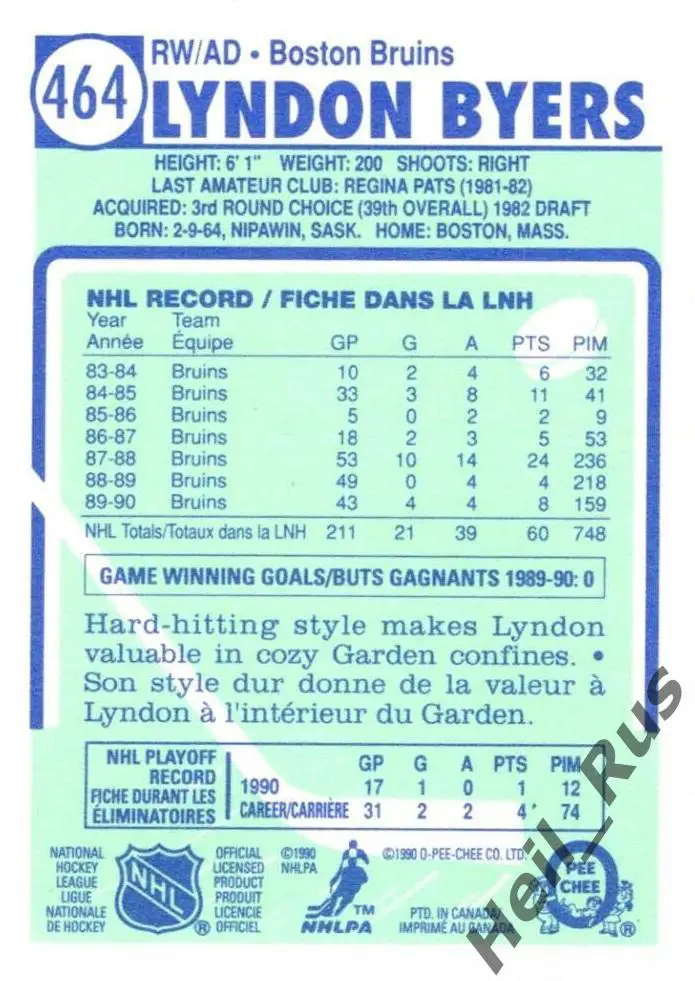 464
RW/AD • Boston Bruins
LYNDON BYERS
HEIGHT: 6' 1" WEIGHT: 200 SHOOTS: RIGHT
LAST AMATEUR CLUB: REGINA PATS (1981-82)
ACQUIRED: 3rd ROUND CHOICE (39th OVERALL) 1982 DRAFT
BORN: 2-9-64, NIPAWIN, SASK. HOME: BOSTON, MASS.
NHL RECORD / FICHE DANS LA LNH
Year Team
Année Équipe GP G A PTS PIM
83-84 Bruins 10 2 4 6 32
84-85 Bruins 33 3 8 11 41
85-86 Bruins 5 0 2 2 9
86-87 Bruins 18 2 3 5 53
87-88 Bruins 53 10 14 24 236
88-89 Bruins 49 0 4 4 218
89-90 Bruins 43 4 4 8 159
NHL Totals/Totaux dans la LNH 211 21 39 60 748
GAME WINNING GOALS/BUTS GAGNANTS 1989-90: 0
Hard-hitting style makes Lyndon
valuable in cozy Garden confines. •
Son style dur donne de la valeur à
Lyndon à l'intérieur du Garden.
NHL PLAYOFF
RECORD
FICHE DURANT LES
ÉLIMINATOIRES
GP G A PTS PIM
1990 17 1 0 1 12
CAREER/CARRIÈRE 31 2 2 4 74
NATIONAL
HOCKEY
LEAGUE
LIGUE
NATIONALE
DE HOCKEY
NHL
®
OFFICIAL
LICENSED
PRODUCT
PRODUIT
LICENCIE
OFFICIEL
©1990
NHLPA
TM
NHLPA
©1990 O-PEE-CHEE CO. LTD.
PTD. IN CANADA/
IMPRIMÉ AU CANADA
O
PEE
CHEE
®
Heil_Rus